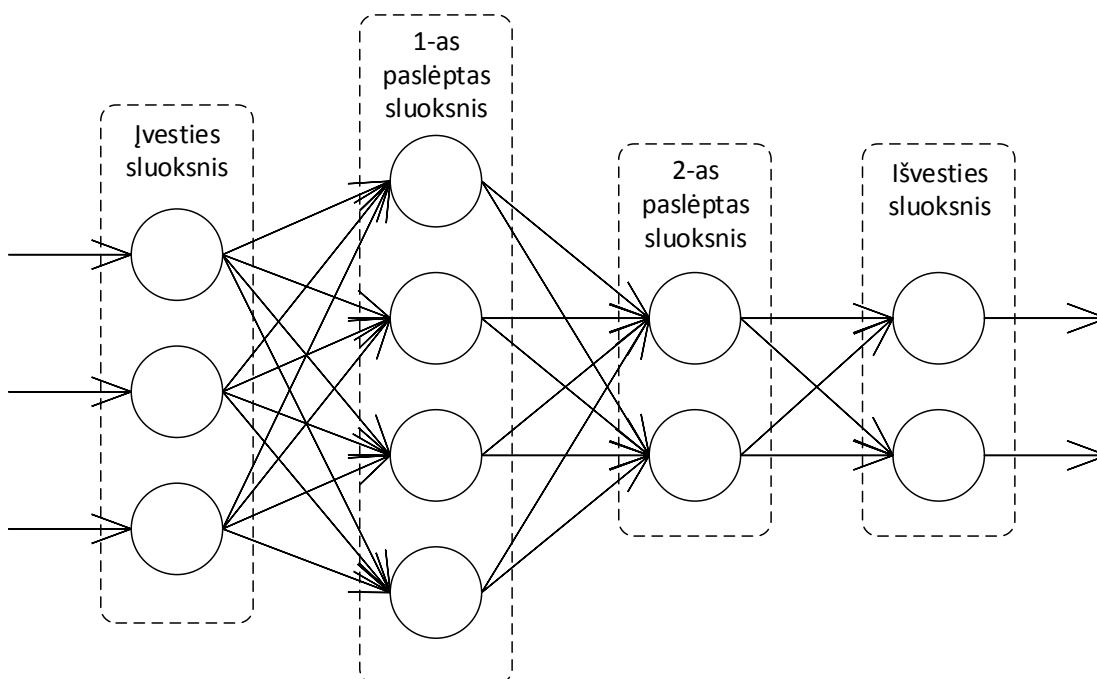 Įvesties
sluoksnis
1-as
paslėptas
sluoksnis
2-as
paslėptas
sluoksnis
Išvesties
sluoksnis